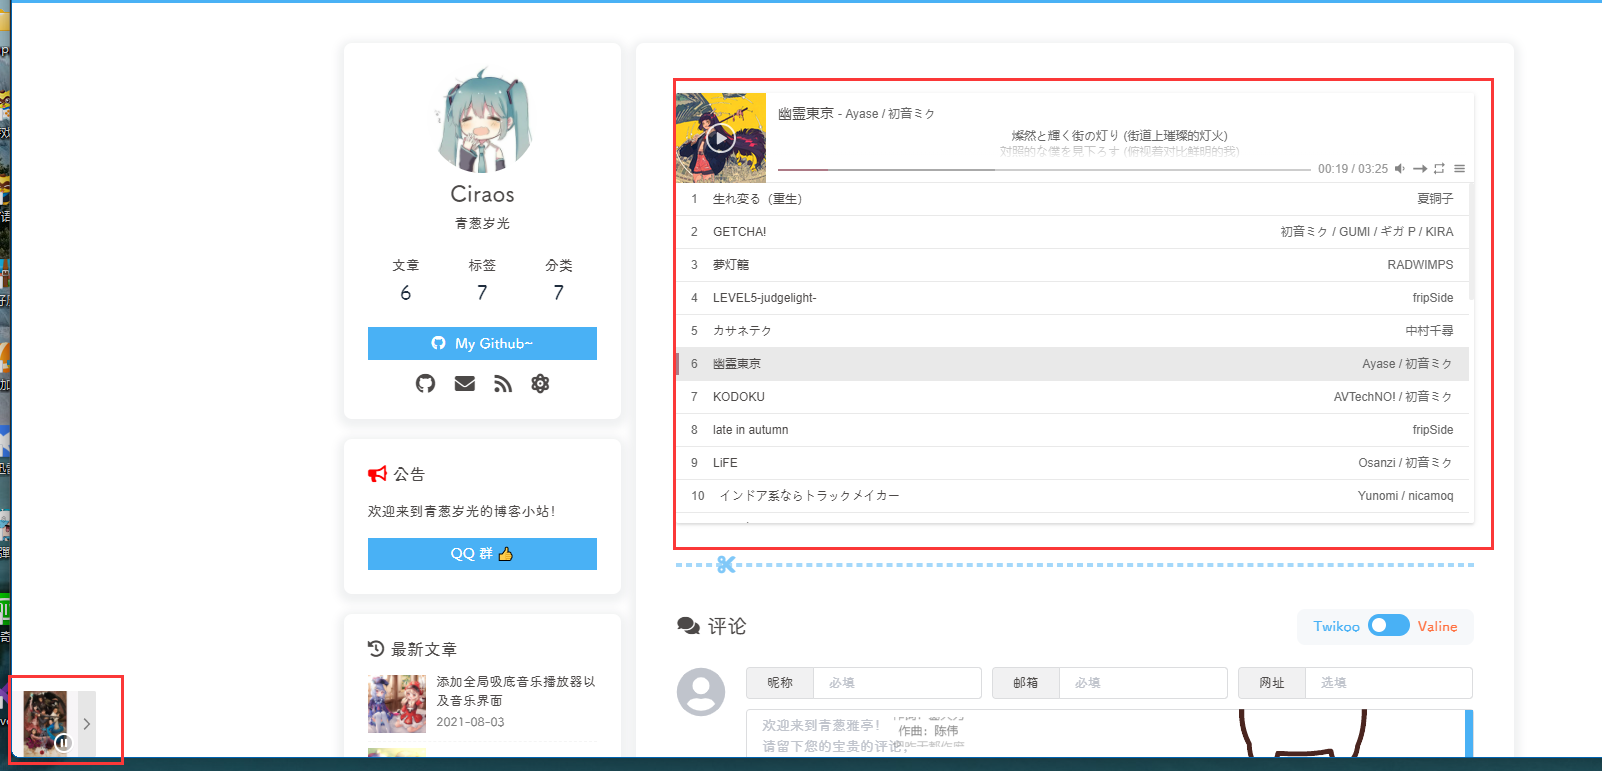 Ciraos
青葱岁光
文章
标签
分类
6
7
7
My Github~
公告
欢迎来到青葱岁光的博客小站！
QQ 群
最新文章
添加全局吸底音乐播放器以
及音乐界面
2021-08-03
幽霊東京 - Ayase / 初音ミク
燦然と輝く街の灯り (街道上璀璨的灯火)
対照的な僕を見下ろす (俯视着对比鲜明的我)
00:19 / 03:25
1 生れ変る（重生） 夏铜子
2 GETCHA! 初音ミク / GUMI / ギガ P / KIRA
3 夢灯籠 RADWIMPS
4 LEVEL5-judgelight- fripSide
5 カサネテク 中村千尋
6 幽霊東京 Ayase / 初音ミク
7 KODOKU AVTechNO! / 初音ミク
8 late in autumn fripSide
9 LiFE Osanzi / 初音ミク
10 インドア系ならトラックメイカー Yunomi / nicamoq
评论
Twikoo Valine
昵称 必填
邮箱 必填
网址 选填
欢迎来到青葱雅亭！
作曲：陈伟
请留下您的宝贵的评论，